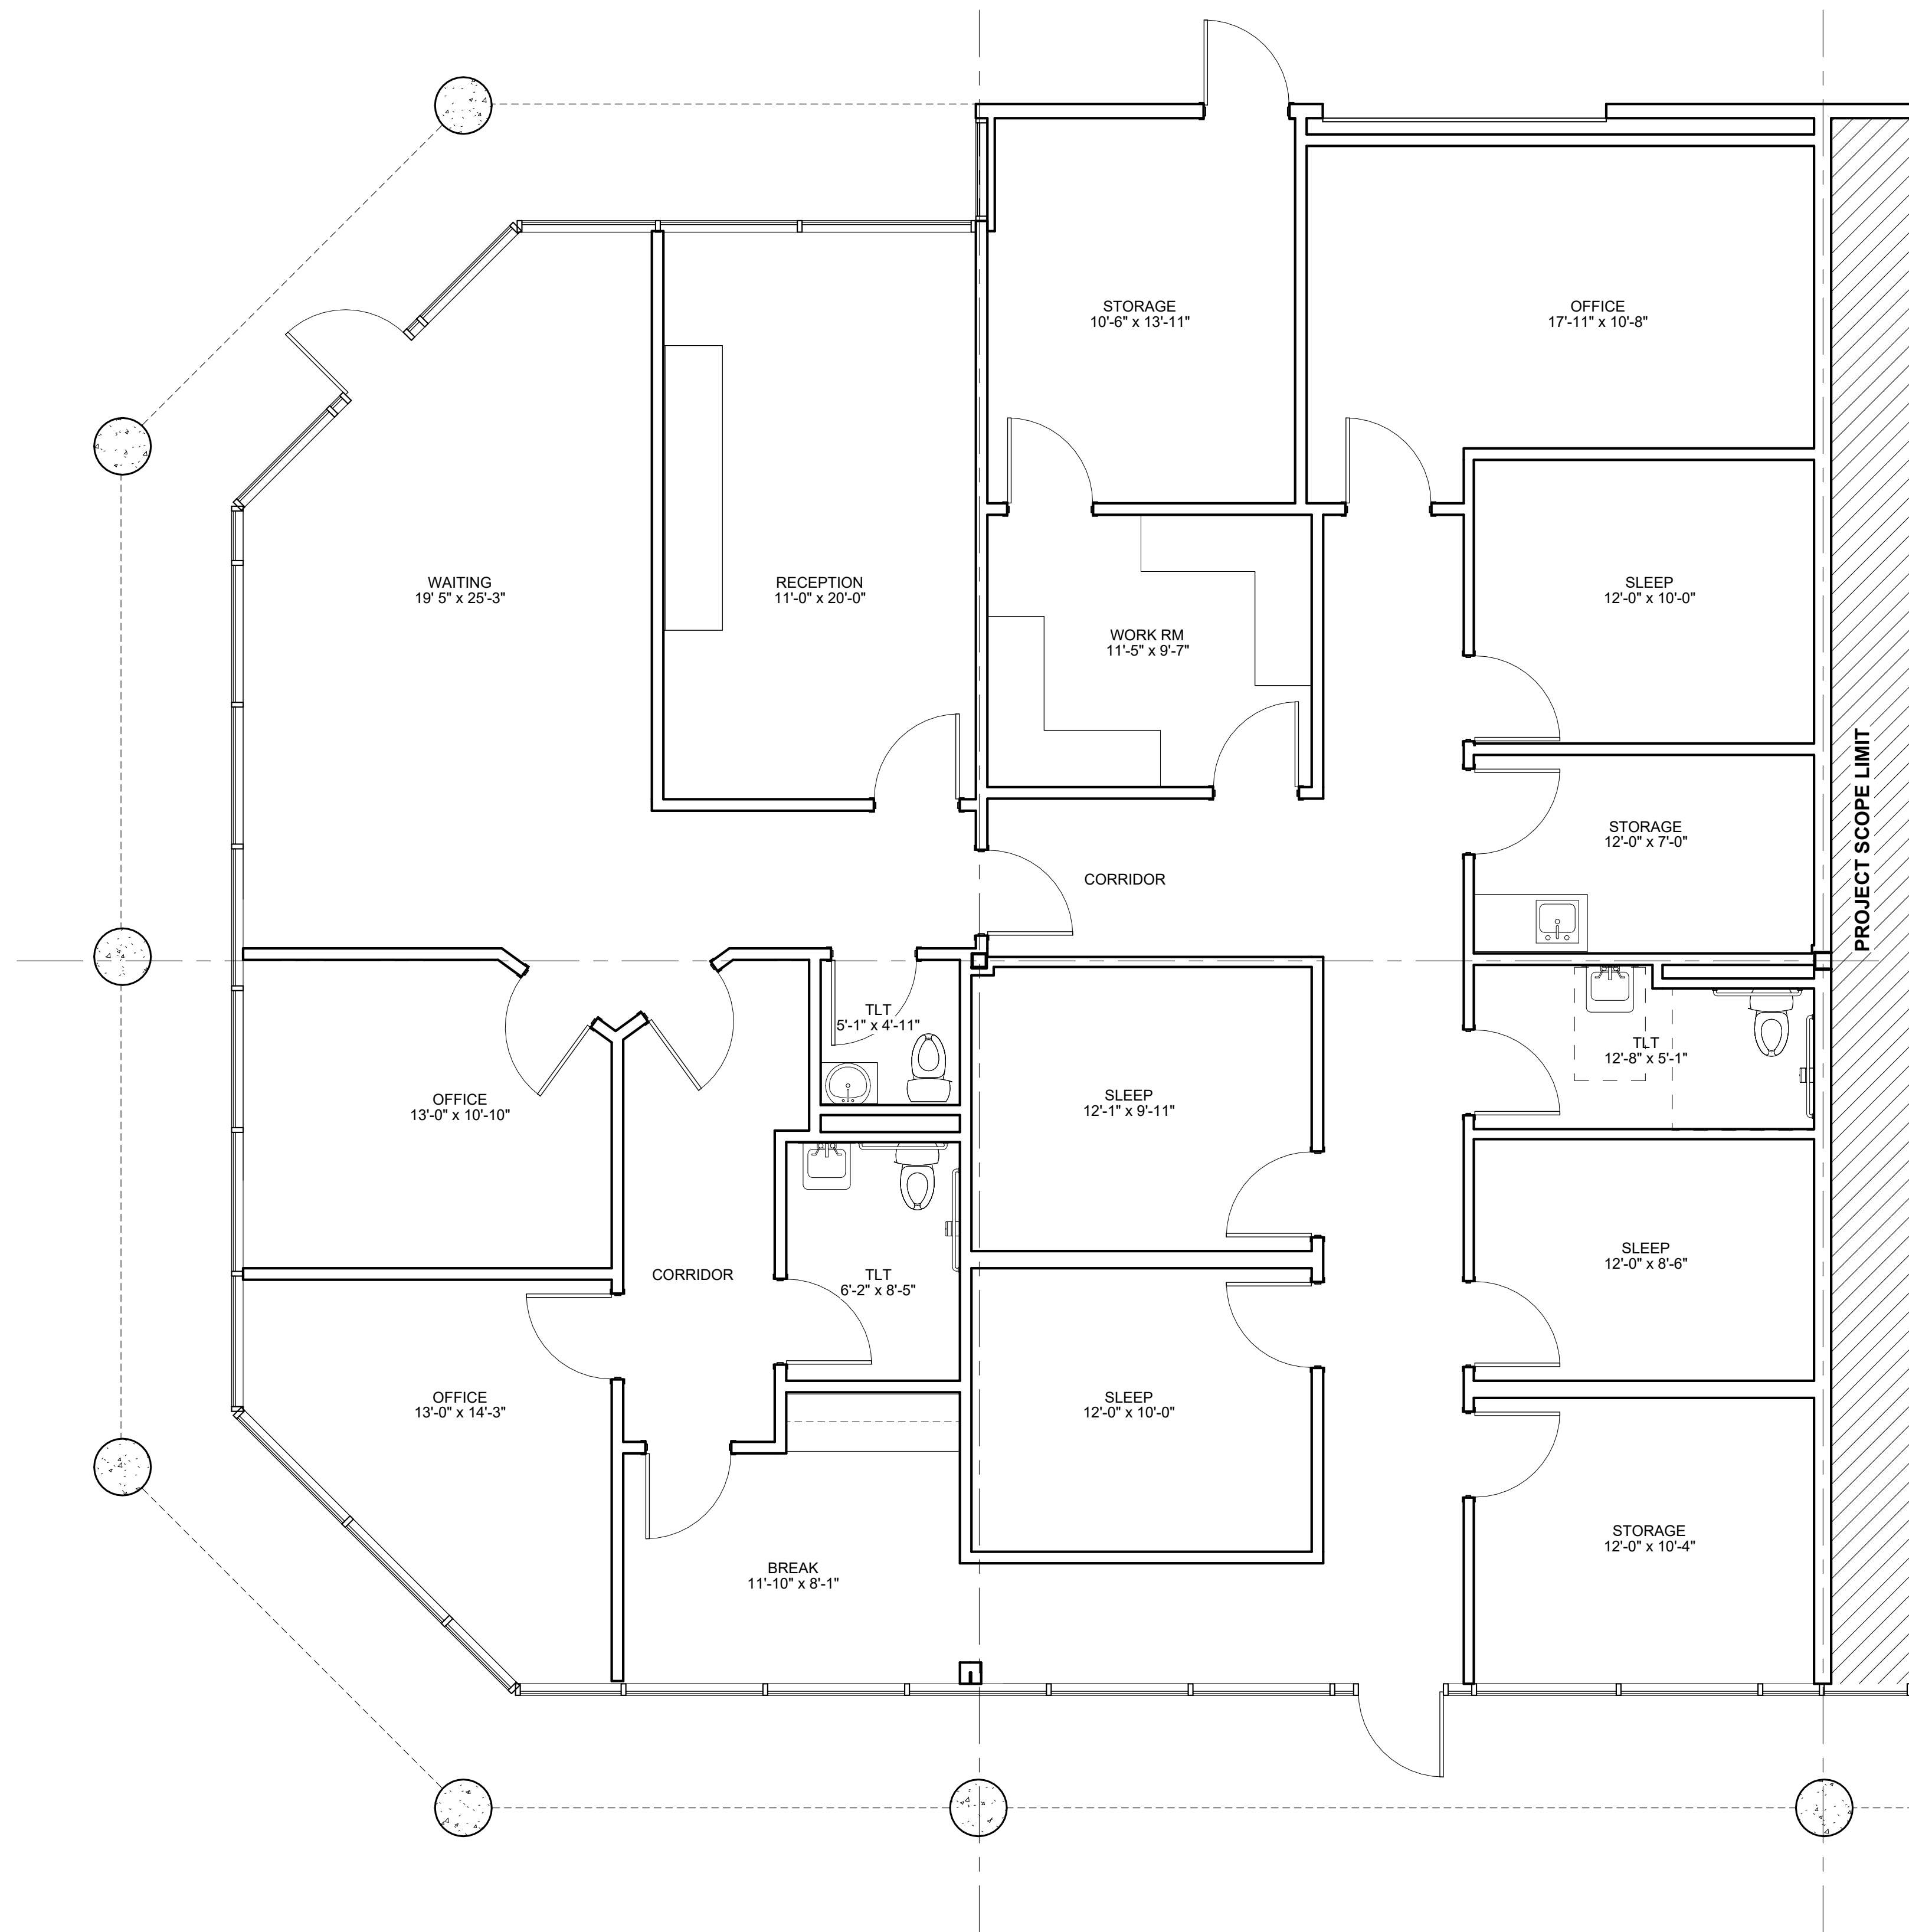 STORAGE
10'-6" x 13'-11"
OFFICE
17'-11" x 10'-8"
WAITING
19' 5" x 25'-3"
RECEPTION
11'-0" x 20'-0"
WORK RM
11'-5" x 9'-7"
SLEEP
12'-0" x 10'-0"
STORAGE
12'-0" x 7'-0"
PROJECT SCOPE LIMIT
CORRIDOR
TLT
5'-1" x 4'-11"
TLT
12'-8" x 5'-1"
OFFICE
13'-0" x 10'-10"
SLEEP
12'-1" x 9'-11"
CORRIDOR
TLT
6'-2" x 8'-5"
SLEEP
12'-0" x 8'-6"
OFFICE
13'-0" x 14'-3"
SLEEP
12'-0" x 10'-0"
BREAK
11'-10" x 8'-1"
STORAGE
12'-0" x 10'-4"